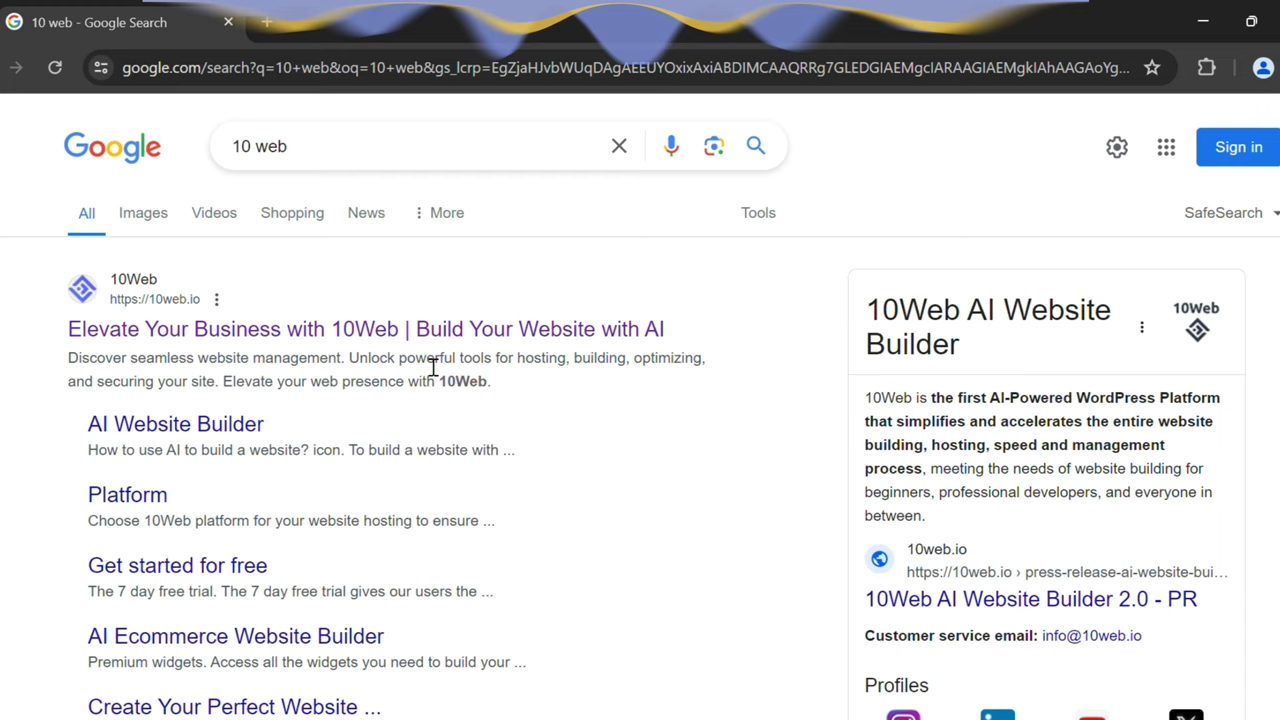 10 web - Google Search
google.com/search?q=10+web&oq=10+web&gs_lcrp=EgZjaHJvbWUqDAgAEEUYOxixAxiABDIMCAAQRRg7GLEDGIAEMgcIARAAGIAEMgkIAhAAGAoYg...
Google
10 web
Sign in
All Images Videos Shopping News More Tools SafeSearch
10Web
https://10web.io
Elevate Your Business with 10Web | Build Your Website with AI
Discover seamless website management. Unlock powerful tools for hosting, building, optimizing,
and securing your site. Elevate your web presence with 10Web.
AI Website Builder
How to use AI to build a website? icon. To build a website with ...
Platform
Choose 10Web platform for your website hosting to ensure ...
Get started for free
The 7 day free trial. The 7 day free trial gives our users the ...
AI Ecommerce Website Builder
Premium widgets. Access all the widgets you need to build your ...
Create Your Perfect Website ...
10Web AI Website
Builder
10Web
10Web is the first AI-Powered WordPress Platform
that simplifies and accelerates the entire website
building, hosting, speed and management
process, meeting the needs of website building for
beginners, professional developers, and everyone in
between.
10web.io
https://10web.io › press-release-ai-website-bui...
10Web AI Website Builder 2.0 - PR
Customer service email: info@10web.io
Profiles